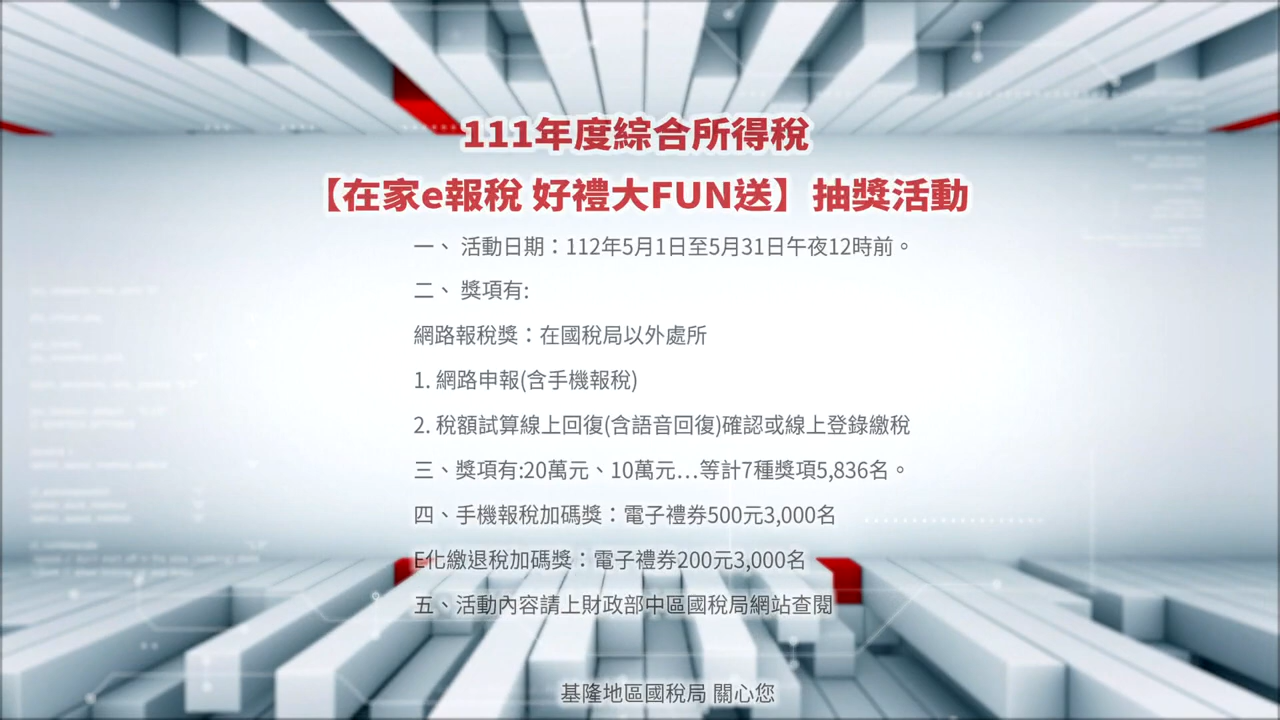 111年度綜合所得稅
【在家e報稅 好禮大FUN送】抽獎活動
一、 活動日期：112年5月1日至5月31日午夜12時前。
二、 獎項有:
網路報稅獎：在國稅局以外處所
1. 網路申報(含手機報稅)
2. 稅額試算線上回復(含語音回復)確認或線上登錄繳稅
三、獎項有:20萬元、10萬元…等計7種獎項5,836名。
四、手機報稅加碼獎：電子禮券500元3,000名
E化繳退稅加碼獎：電子禮券200元3,000名
五、活動內容請上財政部中區國稅局網站查閱
基隆地區國稅局 關心您